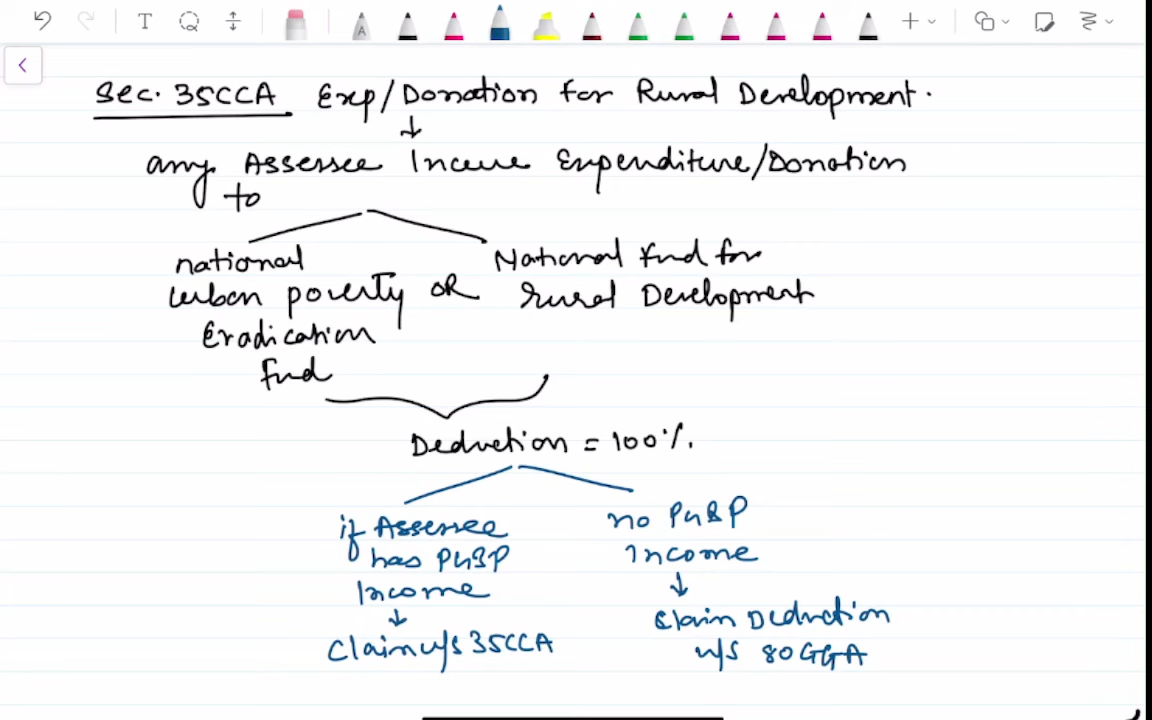 Sec. 35CCA Exp/Donation for Rural Development.
any Assessee Incur Expenditure/Donation
to
national
urban poverty
Eradication
fund
OR
National fund for
Rural Development
Deduction = 100%.
if Assessee
has PGBP
Income
Claim u/s 35CCA
no PGBP
Income
Claim Deduction
u/s 80GGA